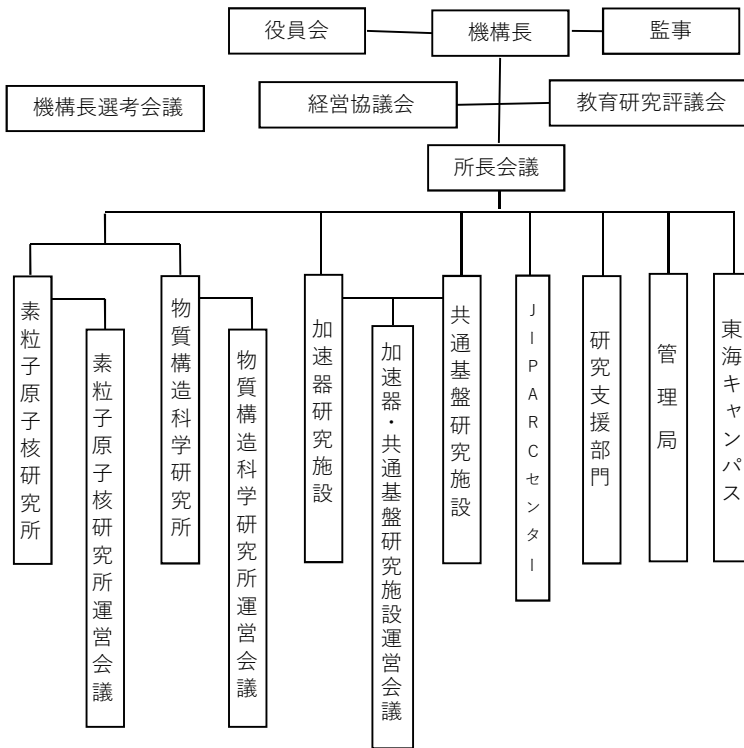 役員会
機構長
監事
機構長選考会議
経営協議会
教育研究評議会
所長会議
素粒子原子核研究所
素粒子原子核研究所運営会議
物質構造科学研究所
物質構造科学研究所運営会議
加速器研究施設
加速器・共通基盤研究施設運営会議
共通基盤研究施設
JーPARCセンター
研究支援部門
管理局
東海キャンパス